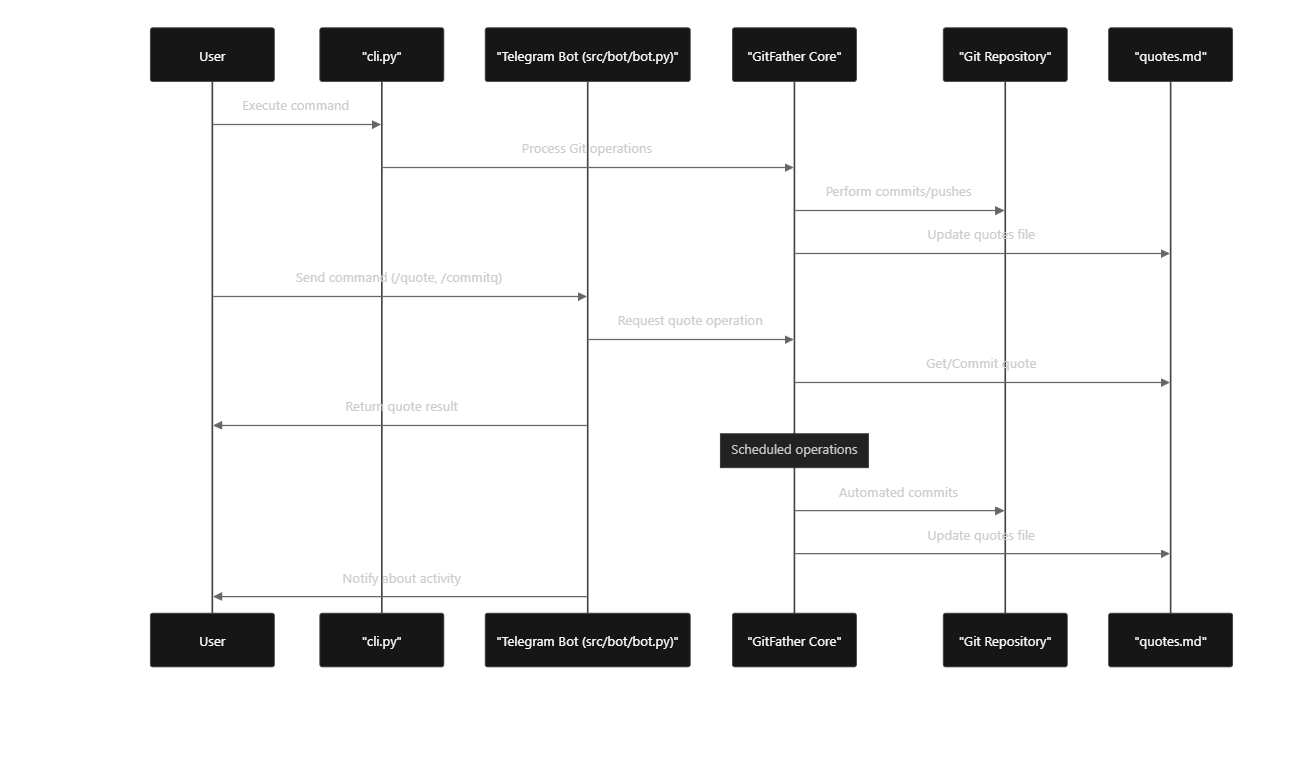 User
"cli.py"
"Telegram Bot (src/bot/bot.py)"
"GitFather Core"
"Git Repository"
"quotes.md"
Execute command
Process Git operations
Perform commits/pushes
Update quotes file
Send command (/quote, /commitq)
Request quote operation
Get/Commit quote
Return quote result
Scheduled operations
Automated commits
Update quotes file
Notify about activity
User
"cli.py"
"Telegram Bot (src/bot/bot.py)"
"GitFather Core"
"Git Repository"
"quotes.md"